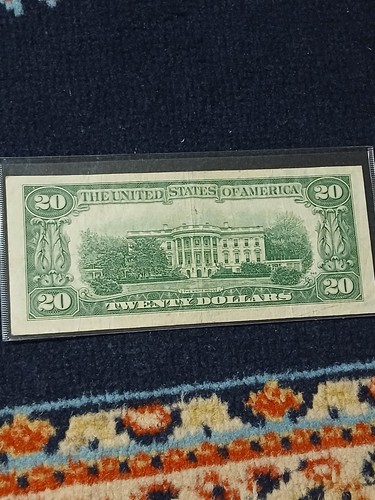 20 THE UNITED STATES OF AMERICA 20
20 TWENTY DOLLARS 20